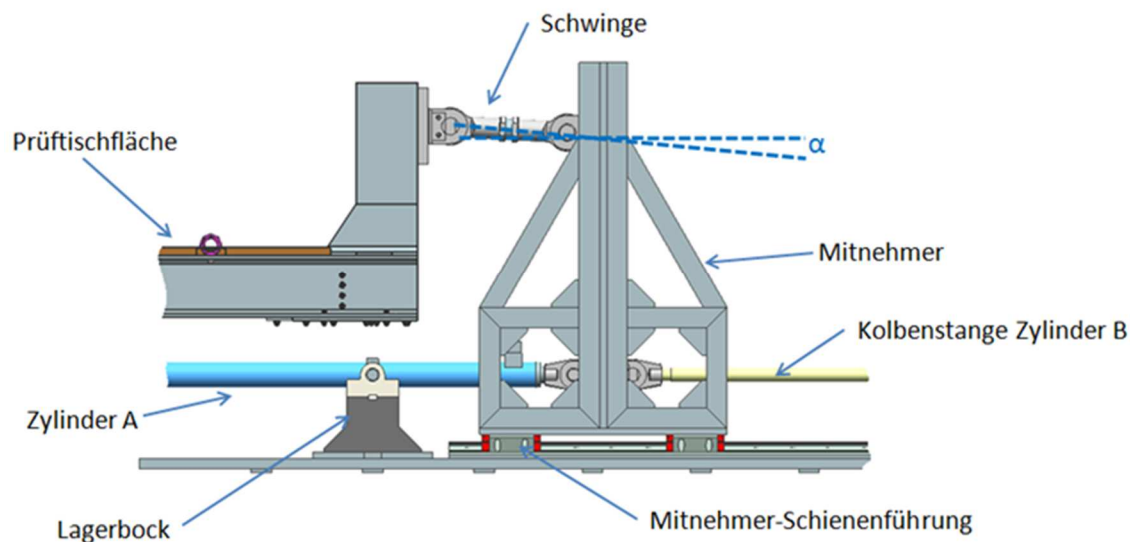 Schwinge
Prüftischfläche
α
Mitnehmer
Kolbenstange Zylinder B
Zylinder A
Lagerbock
Mitnehmer-Schienenführung